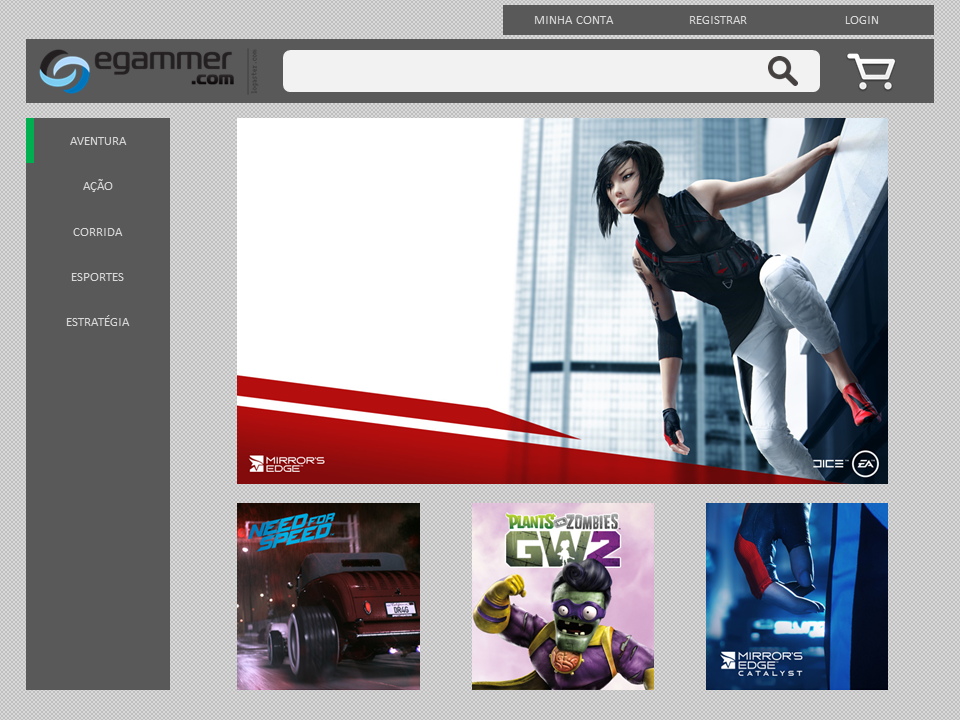 MINHA CONTA
REGISTRAR
LOGIN
egammer
.com
AVENTURA
AÇÃO
CORRIDA
ESPORTES
ESTRATÉGIA
MIRROR'S
EDGE
DICE
EA
NEED FOR
SPEED
PLANTS VS ZOMBIES
GW2
MIRROR'S
EDGE
CATALYST